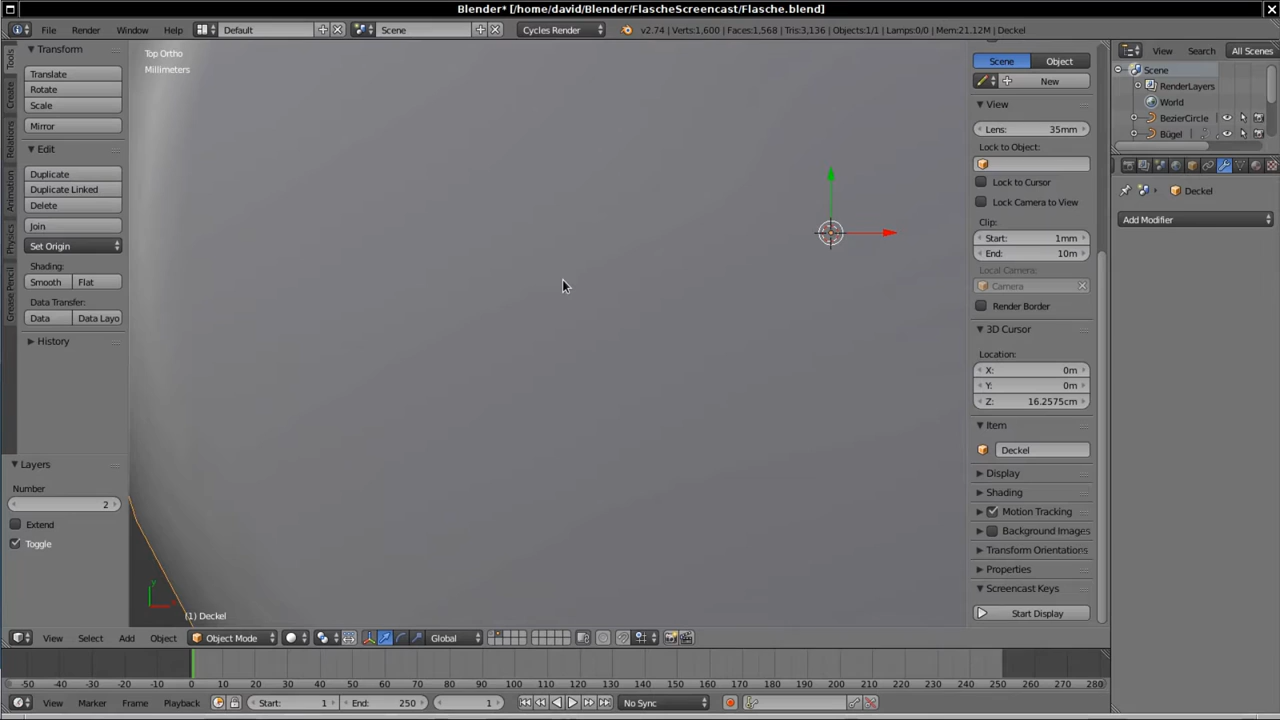 Blender* [/home/david/Blender/FlascheScreencast/Flasche.blend]
File Render Window Help Default Scene Cycles Render v2.74 | Verts:1,600 | Faces:1,568 | Tris:3,136 | Objects:1/1 | Lamps:0/0 | Mem:21.12M | Deckel
View Search All Scenes
Tools
Create
Relations
Animation
Physics
Grease Pencil
Transform
Translate
Rotate
Scale
Mirror
Edit
Duplicate
Duplicate Linked
Delete
Join
Set Origin
Shading:
Smooth Flat
Data Transfer:
Data Data Layo
History
Layers
Number
2
Extend
Toggle
Top Ortho
Millimeters
(1) Deckel
Scene Object
New
View
Lens: 35mm
Lock to Object:
Lock to Cursor
Lock Camera to View
Clip:
Start: 1mm
End: 10m
Local Camera:
Camera
Render Border
3D Cursor
Location:
X: 0m
Y: 0m
Z: 16.2575cm
Item
Deckel
Display
Shading
Motion Tracking
Background Images
Transform Orientations
Properties
Screencast Keys
Start Display
Scene
RenderLayers
World
BezierCircle
Bügel
Deckel
Add Modifier
View Select Add Object Object Mode Global
-50 -40 -30 -20 -10 0 10 20 30 40 50 60 70 80 90 100 110 120 130 140 150 160 170 180 190 200 210 220 230 240 250 260 270 280
View Marker Frame Playback Start: 1 End: 250 1 No Sync